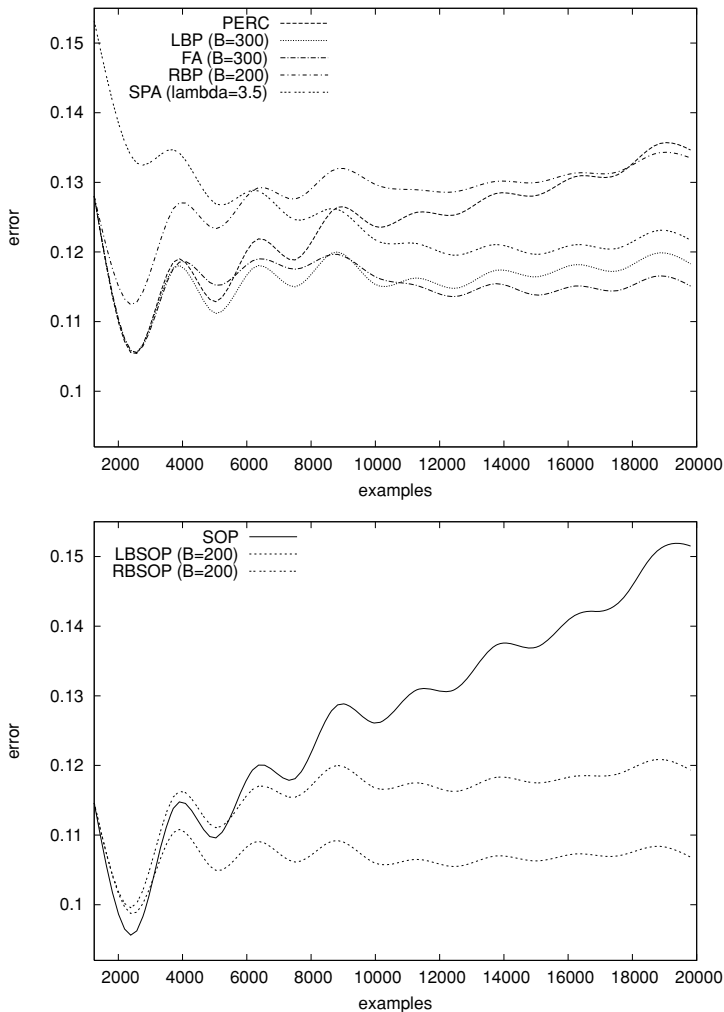 PERC
LBP (B=300)
FA (B=300)
RBP (B=200)
SPA (lambda=3.5)
0.15
0.14
0.13
0.12
0.11
0.1
error
2000 4000 6000 8000 10000 12000 14000 16000 18000 20000
examples
SOP
LBSOP (B=200)
RBSOP (B=200)
0.15
0.14
0.13
0.12
0.11
0.1
error
2000 4000 6000 8000 10000 12000 14000 16000 18000 20000
examples